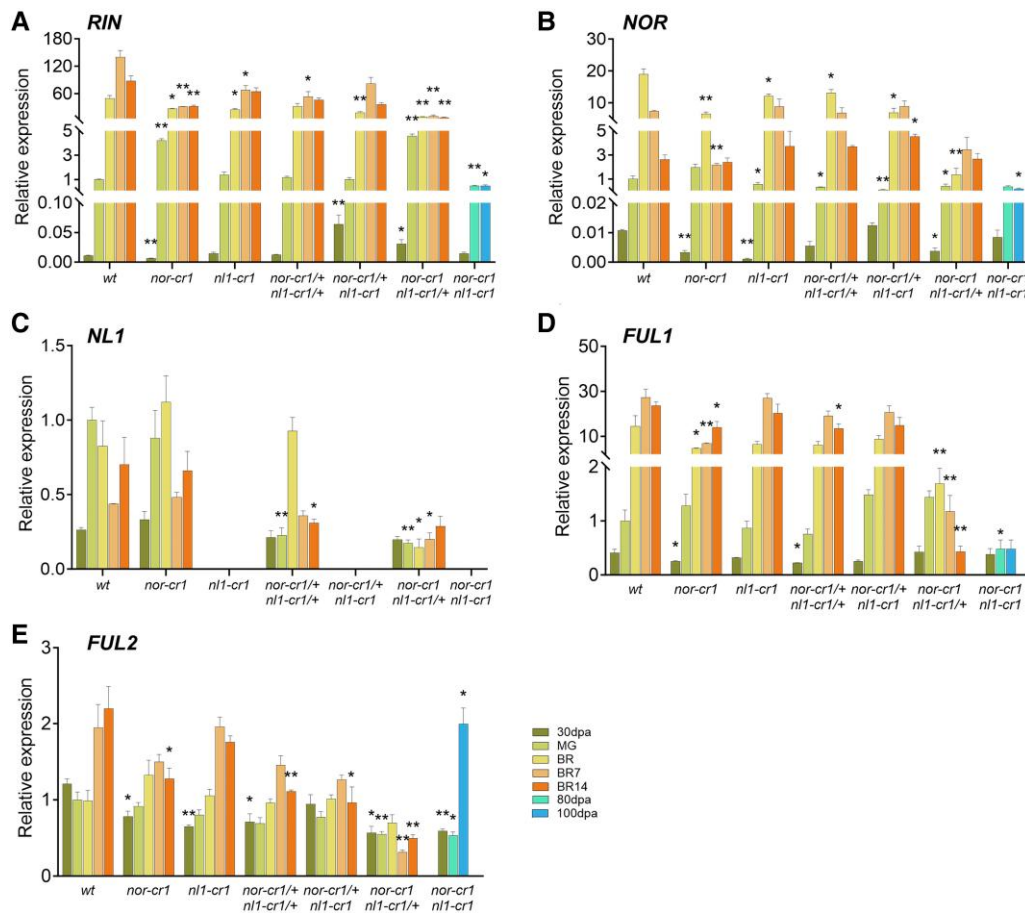 A RIN
Relative expression
180
120
60
5
3
1
0.10
0.05
0.00
** * ** ** * * * ** ** * ** ** ** ** ** *
wt nor-cr1 nl1-cr1 nor-cr1/+ nor-cr1/+ nor-cr1 nor-cr1
nl1-cr1/+ nl1-cr1 nl1-cr1/+ nl1-cr1
B NOR
Relative expression
30
20
10
5
3
1
0.02
0.01
0.00
** ** ** ** * * * * ** * * * * ** *
wt nor-cr1 nl1-cr1 nor-cr1/+ nor-cr1/+ nor-cr1 nor-cr1
nl1-cr1/+ nl1-cr1 nl1-cr1/+ nl1-cr1
C NL1
Relative expression
1.5
1.0
0.5
0.0
** * ** * *
wt nor-cr1 nl1-cr1 nor-cr1/+ nor-cr1/+ nor-cr1 nor-cr1
nl1-cr1/+ nl1-cr1 nl1-cr1/+ nl1-cr1
D FUL1
Relative expression
50
30
10
2
1
0
* * ** * * * ** ** ** *
wt nor-cr1 nl1-cr1 nor-cr1/+ nor-cr1/+ nor-cr1 nor-cr1
nl1-cr1/+ nl1-cr1 nl1-cr1/+ nl1-cr1
E FUL2
Relative expression
3
2
1
0
* * ** * ** * * ** ** ** ** * *
wt nor-cr1 nl1-cr1 nor-cr1/+ nor-cr1/+ nor-cr1 nor-cr1
nl1-cr1/+ nl1-cr1 nl1-cr1/+ nl1-cr1
30dpa
MG
BR
BR7
BR14
80dpa
100dpa